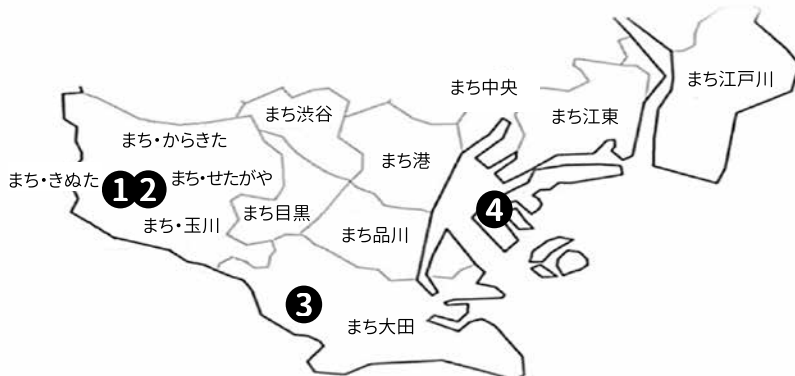 まち江戸川
まち中央
まち渋谷
まち江東
まち・からきた
まち港
まち・きぬた
1
2
まち・せたがや
まち目黒
4
まち・玉川
まち品川
3
まち大田